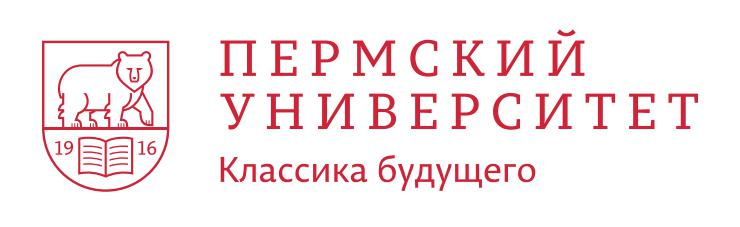 ПЕРМСКИЙ
УНИВЕРСИТЕТ
19 16
Классика будущего